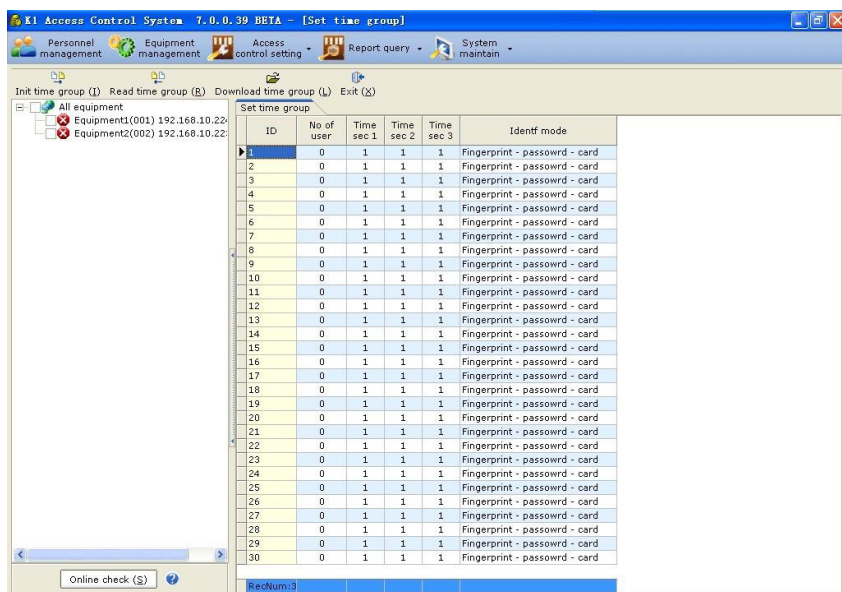 K1 Access Control System 7.0.0.39 BETA - [Set time group]
Personnel management
Equipment management
Access control setting
Report query
System maintain
Init time group (I) Read time group (R) Download time group (L) Exit (X)
All equipment
Equipment1(001) 192.168.10.224
Equipment2(002) 192.168.10.22
Set time group
ID No of user Time sec 1 Time sec 2 Time sec 3 Identf mode
1 0 1 1 1 Fingerprint - passowrd - card
2 0 1 1 1 Fingerprint - passowrd - card
3 0 1 1 1 Fingerprint - passowrd - card
4 0 1 1 1 Fingerprint - passowrd - card
5 0 1 1 1 Fingerprint - passowrd - card
6 0 1 1 1 Fingerprint - passowrd - card
7 0 1 1 1 Fingerprint - passowrd - card
8 0 1 1 1 Fingerprint - passowrd - card
9 0 1 1 1 Fingerprint - passowrd - card
10 0 1 1 1 Fingerprint - passowrd - card
11 0 1 1 1 Fingerprint - passowrd - card
12 0 1 1 1 Fingerprint - passowrd - card
13 0 1 1 1 Fingerprint - passowrd - card
14 0 1 1 1 Fingerprint - passowrd - card
15 0 1 1 1 Fingerprint - passowrd - card
16 0 1 1 1 Fingerprint - passowrd - card
17 0 1 1 1 Fingerprint - passowrd - card
18 0 1 1 1 Fingerprint - passowrd - card
19 0 1 1 1 Fingerprint - passowrd - card
20 0 1 1 1 Fingerprint - passowrd - card
21 0 1 1 1 Fingerprint - passowrd - card
22 0 1 1 1 Fingerprint - passowrd - card
23 0 1 1 1 Fingerprint - passowrd - card
24 0 1 1 1 Fingerprint - passowrd - card
25 0 1 1 1 Fingerprint - passowrd - card
26 0 1 1 1 Fingerprint - passowrd - card
27 0 1 1 1 Fingerprint - passowrd - card
28 0 1 1 1 Fingerprint - passowrd - card
29 0 1 1 1 Fingerprint - passowrd - card
30 0 1 1 1 Fingerprint - passowrd - card
Online check (S)
RecNum:3